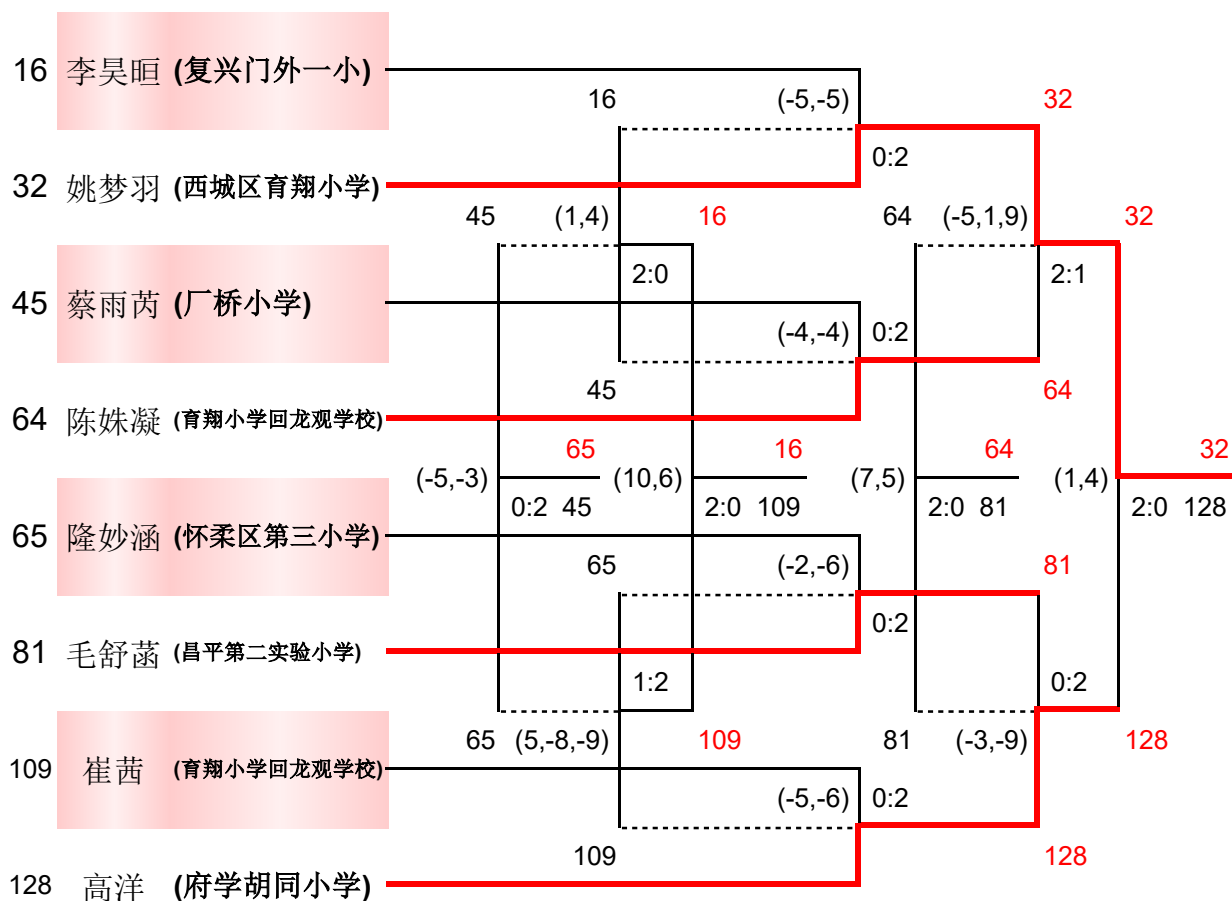 16 李昊晅 (复兴门外一小)
16 (-5,-5) 32
0:2
32 姚梦羽 (西城区育翔小学)
45 (1,4) 16 64 (-5,1,9) 32
2:0 2:1
45 蔡雨芮 (厂桥小学)
(-4,-4) 0:2
45 64
64 陈姝凝 (育翔小学回龙观学校)
65 16 64 32
(-5,-3) (10,6) (7,5) (1,4)
0:2 45 2:0 109 2:0 81 2:0 128
65 隆妙涵 (怀柔区第三小学)
65 (-2,-6) 81
0:2
81 毛舒菡 (昌平第二实验小学)
1:2 0:2
65 (5,-8,-9) 109 81 (-3,-9) 128
109 崔茜 (育翔小学回龙观学校)
(-5,-6) 0:2
109 128
128 高洋 (府学胡同小学)